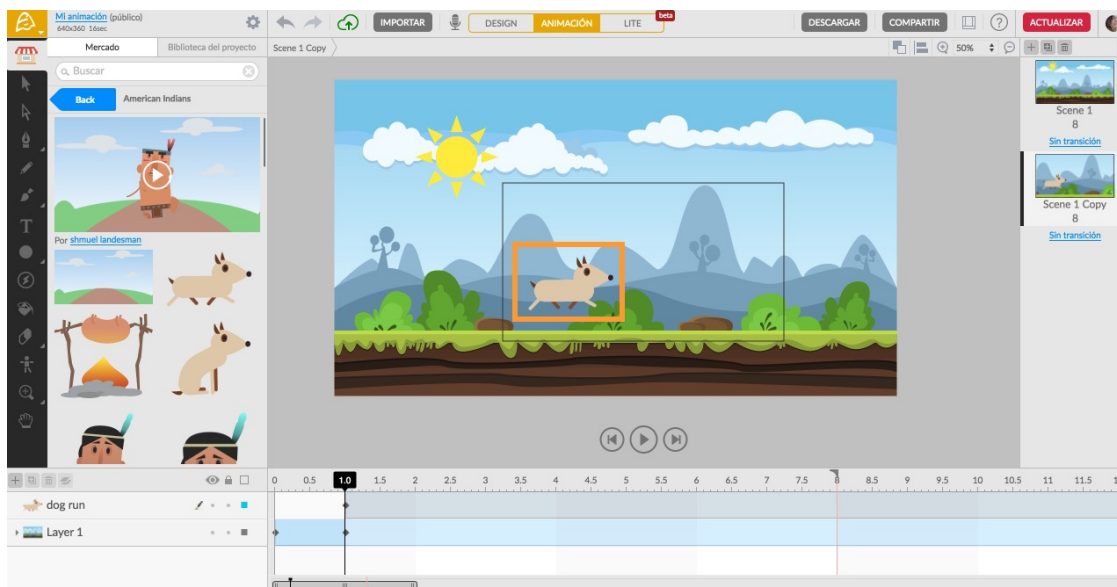 Mi animación (público)
640x360 16sec
IMPORTAR
DESIGN
ANIMACIÓN
LITE
beta
DESCARGAR
COMPARTIR
?
ACTUALIZAR
Mercado
Biblioteca del proyecto
Scene 1 Copy
50%
Buscar
Back
American Indians
Por shmuel landesman
T
Scene 1
8
Sin transición
Scene 1 Copy
8
Sin transición
0 0.5 1.0 1.5 2 2.5 3 3.5 4 4.5 5 5.5 6 6.5 7 7.5 8 8.5 9 9.5 10 10.5 11 11.5
dog run
Layer 1